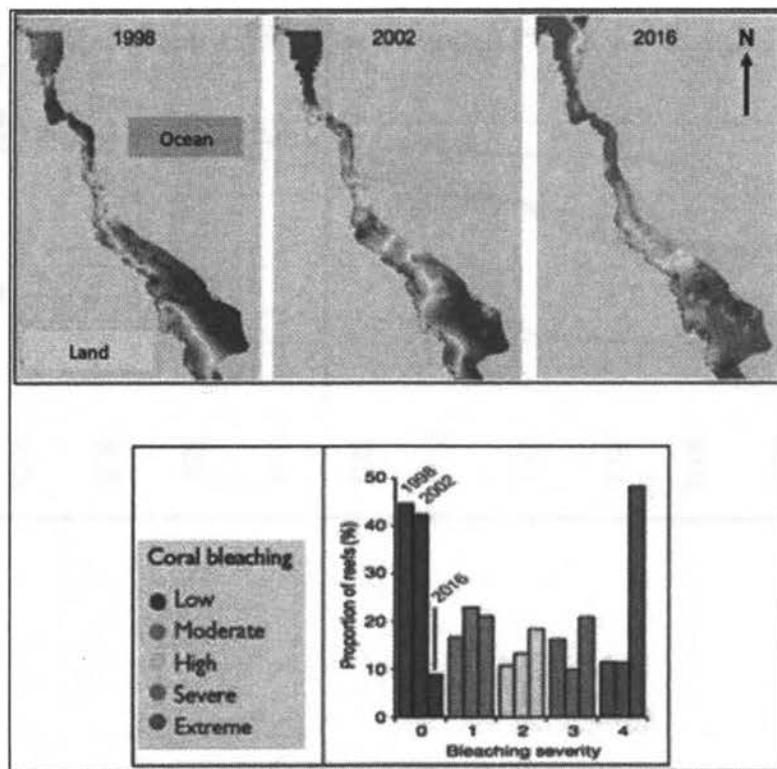 1998
2002
2016
N
Ocean
Land
Coral bleaching
Low
Moderate
High
Severe
Extreme
Proportion of reels (%)
50
40
30
20
10
0
1998
2002
2016
0 1 2 3 4
Bleaching severity